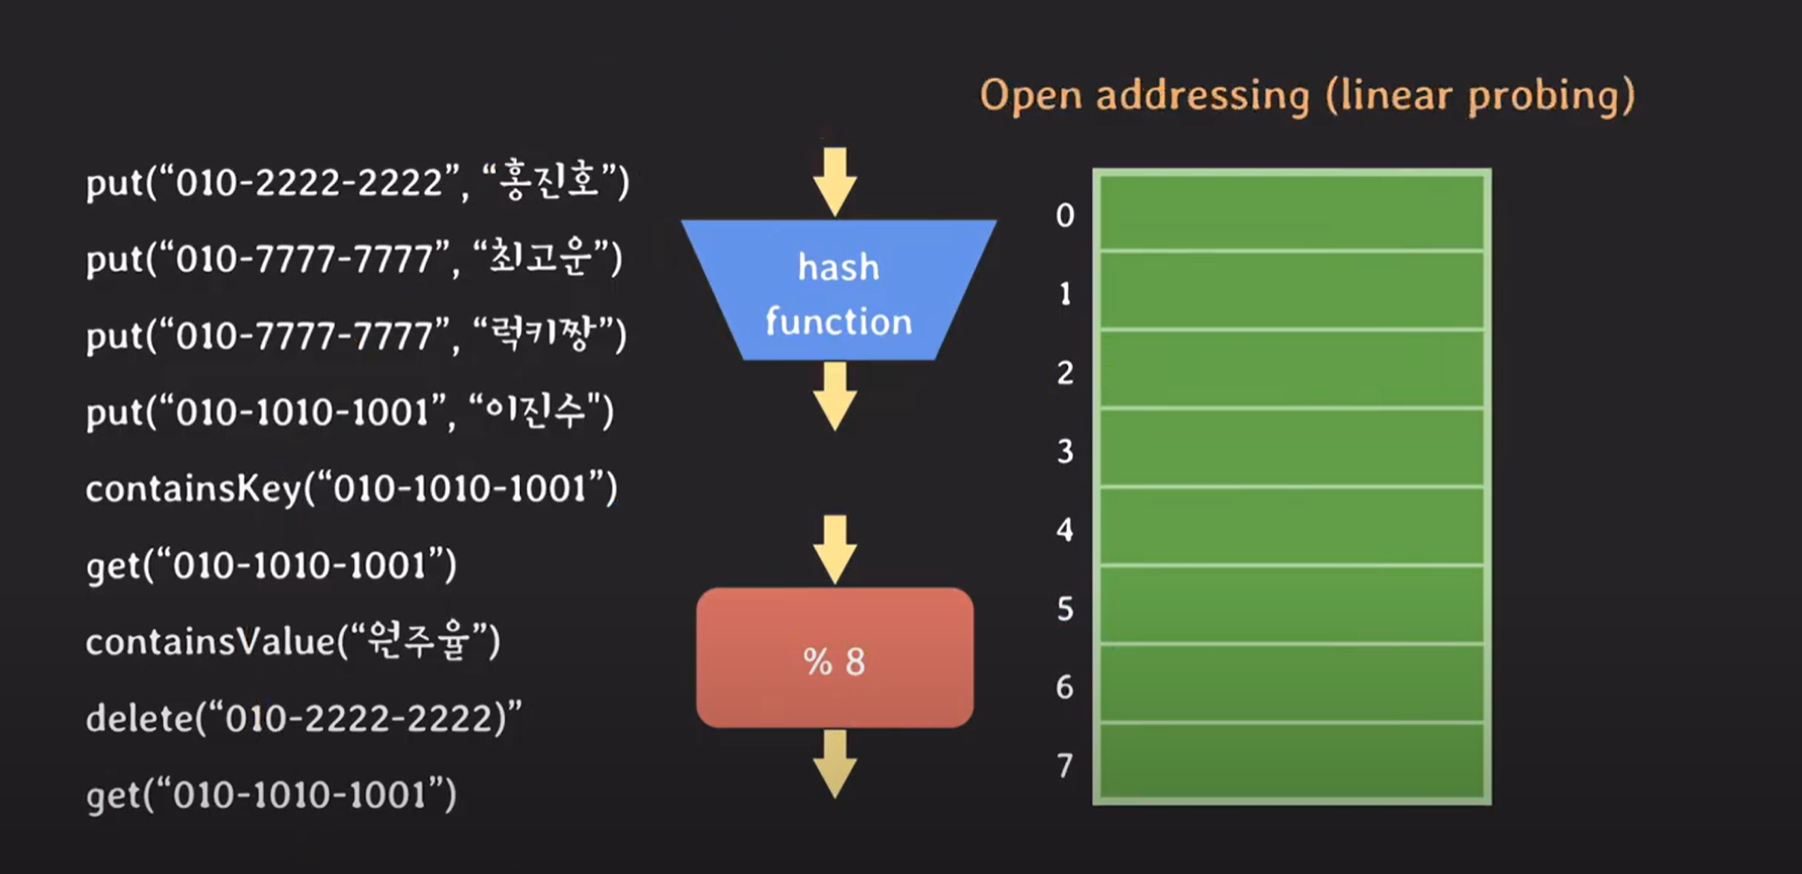 Open addressing (linear probing)
put(“010-2222-2222”, “홍진호”)
put(“010-7777-7777”, “최고운”)
put(“010-7777-7777”, “럭키짱”)
put(“010-1010-1001”, “이진수")
containsKey(“010-1010-1001”)
get(“010-1010-1001”)
containsValue(“원주율”)
delete(“010-2222-2222)”
get(“010-1010-1001”)
hash
function
% 8
0
1
2
3
4
5
6
7